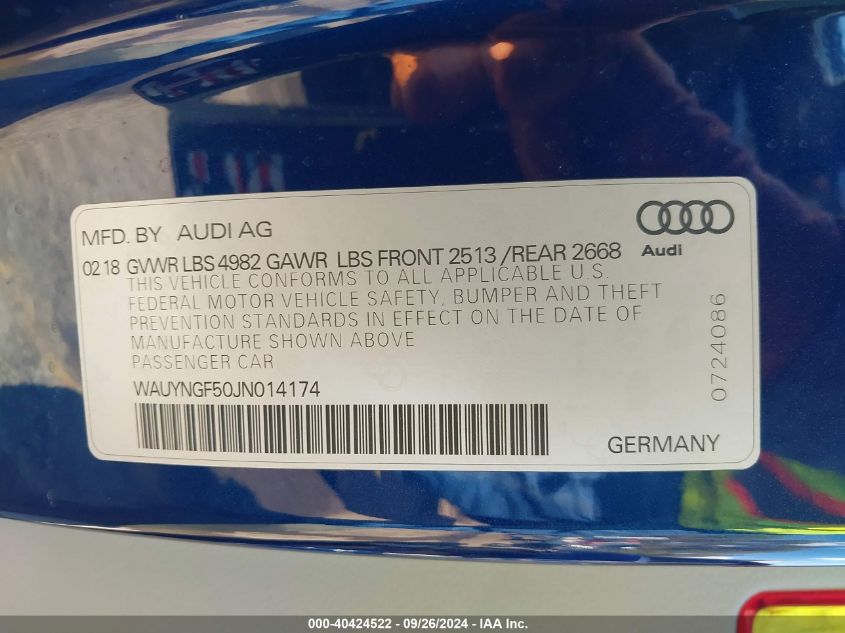 MFD. BY AUDI AG
Audi
02 18 GVWR LBS 4982 GAWR LBS FRONT 2513 /REAR 2668
THIS VEHICLE CONFORMS TO ALL APPLICABLE U.S.
FEDERAL MOTOR VEHICLE SAFETY, BUMPER AND THEFT
PREVENTION STANDARDS IN EFFECT ON THE DATE OF
MANUFACTURE SHOWN ABOVE
PASSENGER CAR
WAUYNGF50JN014174
0724086
GERMANY
000-40424522 - 09/26/2024 - IAA Inc.